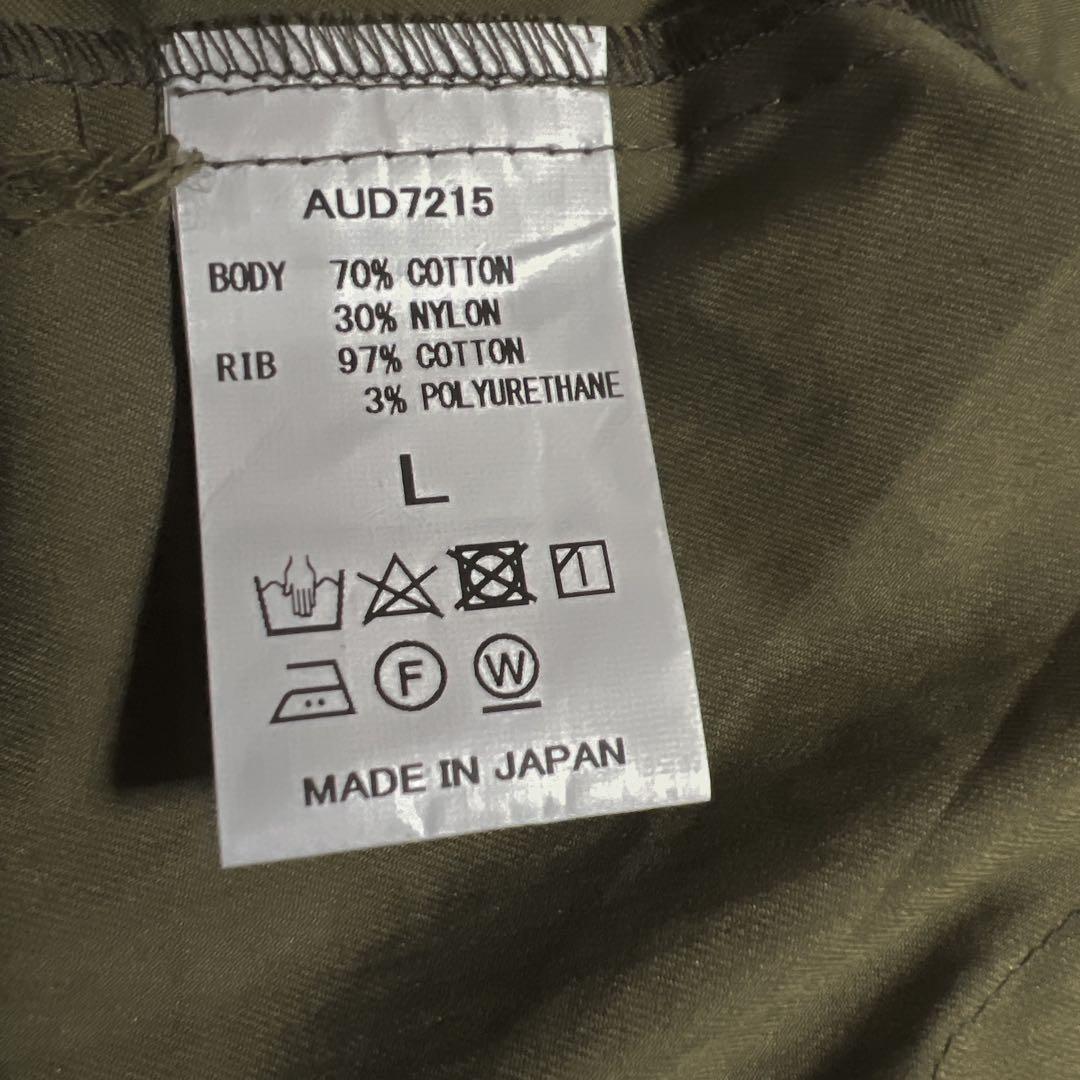 AUD7215
BODY 70% COTTON
30% NYLON
RIB 97% COTTON
3% POLYURETHANE
L
F W
MADE IN JAPAN